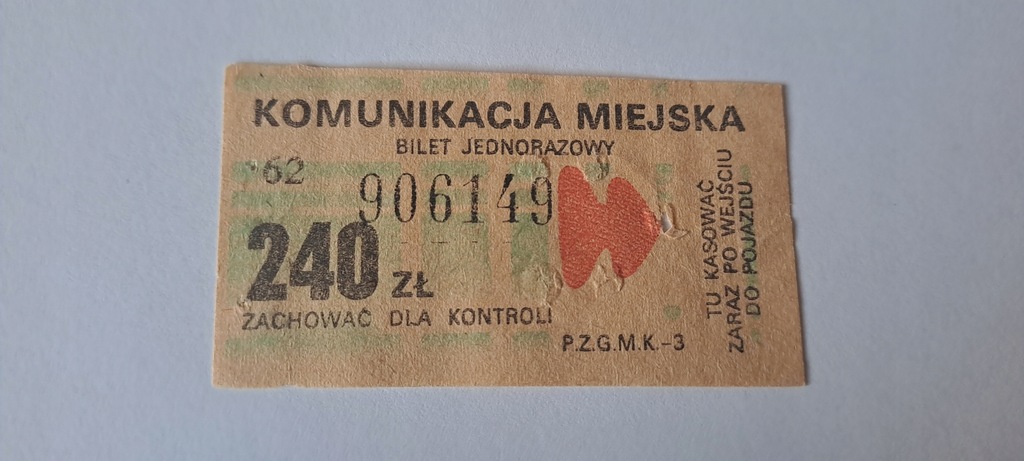 KOMUNIKACJA MIEJSKA
BILET JEDNORAZOWY
62
906149
240 ZŁ
ZACHOWAĆ DLA KONTROLI
P.Z.G.M.K.-3
TU KASOWAĆ
ZARAZ PO WEJŚCIU
DO POJAZDU